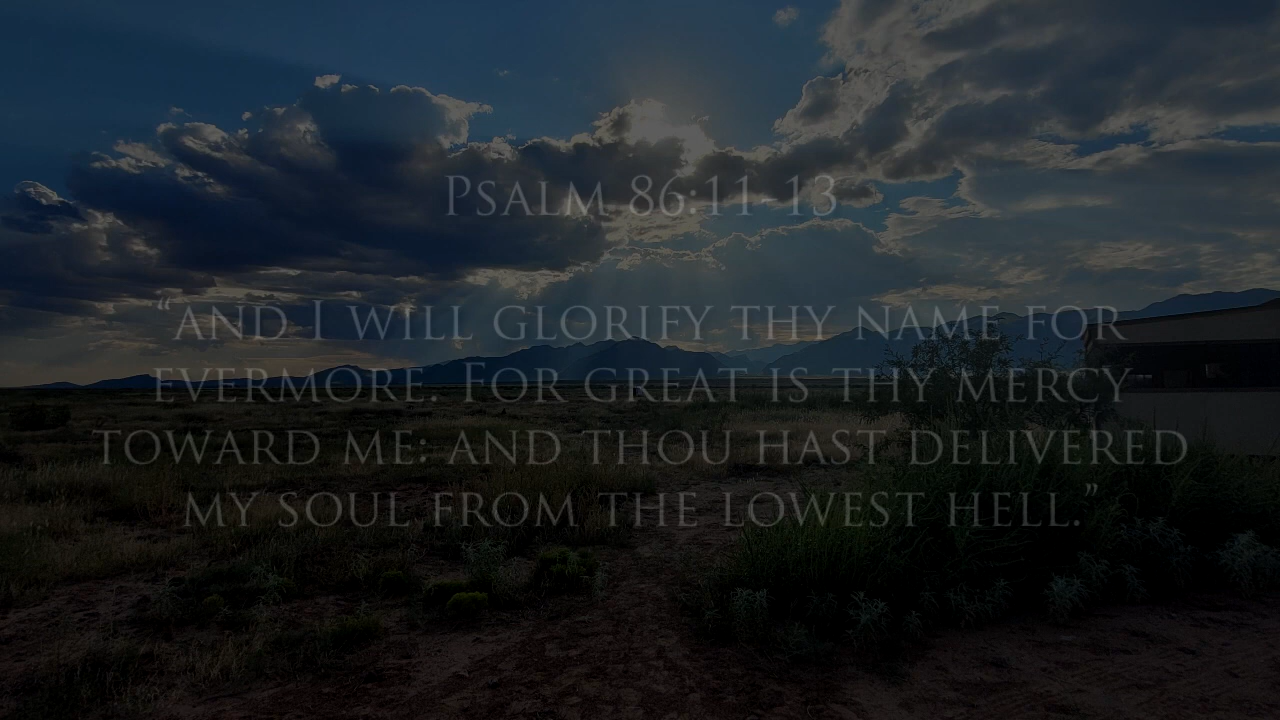 Psalm 86:11-13
“and I will glorify thy name for
evermore. For great is thy mercy
toward me: and thou hast delivered
my soul from the lowest hell.”